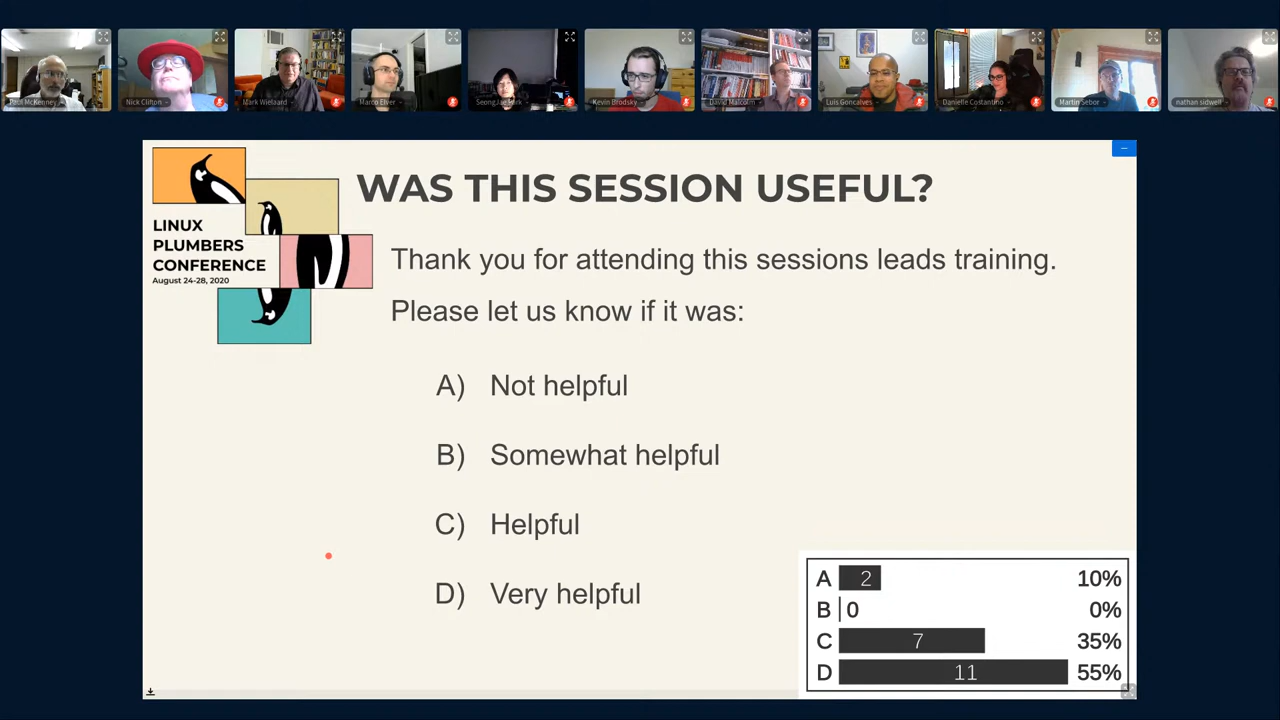 Paul McKenney
Nick Clifton
Mark Wielaard
Marco Elver
SeongJae Park
Kevin Brodsky
David Malcolm
Luis Goncalves
Danielle Costantino
Martin Sebor
nathan sidwell
WAS THIS SESSION USEFUL?
LINUX
PLUMBERS
CONFERENCE
August 24-28, 2020
Thank you for attending this sessions leads training.
Please let us know if it was:
A) Not helpful
B) Somewhat helpful
C) Helpful
D) Very helpful
A 2 10%
B 0 0%
C 7 35%
D 11 55%